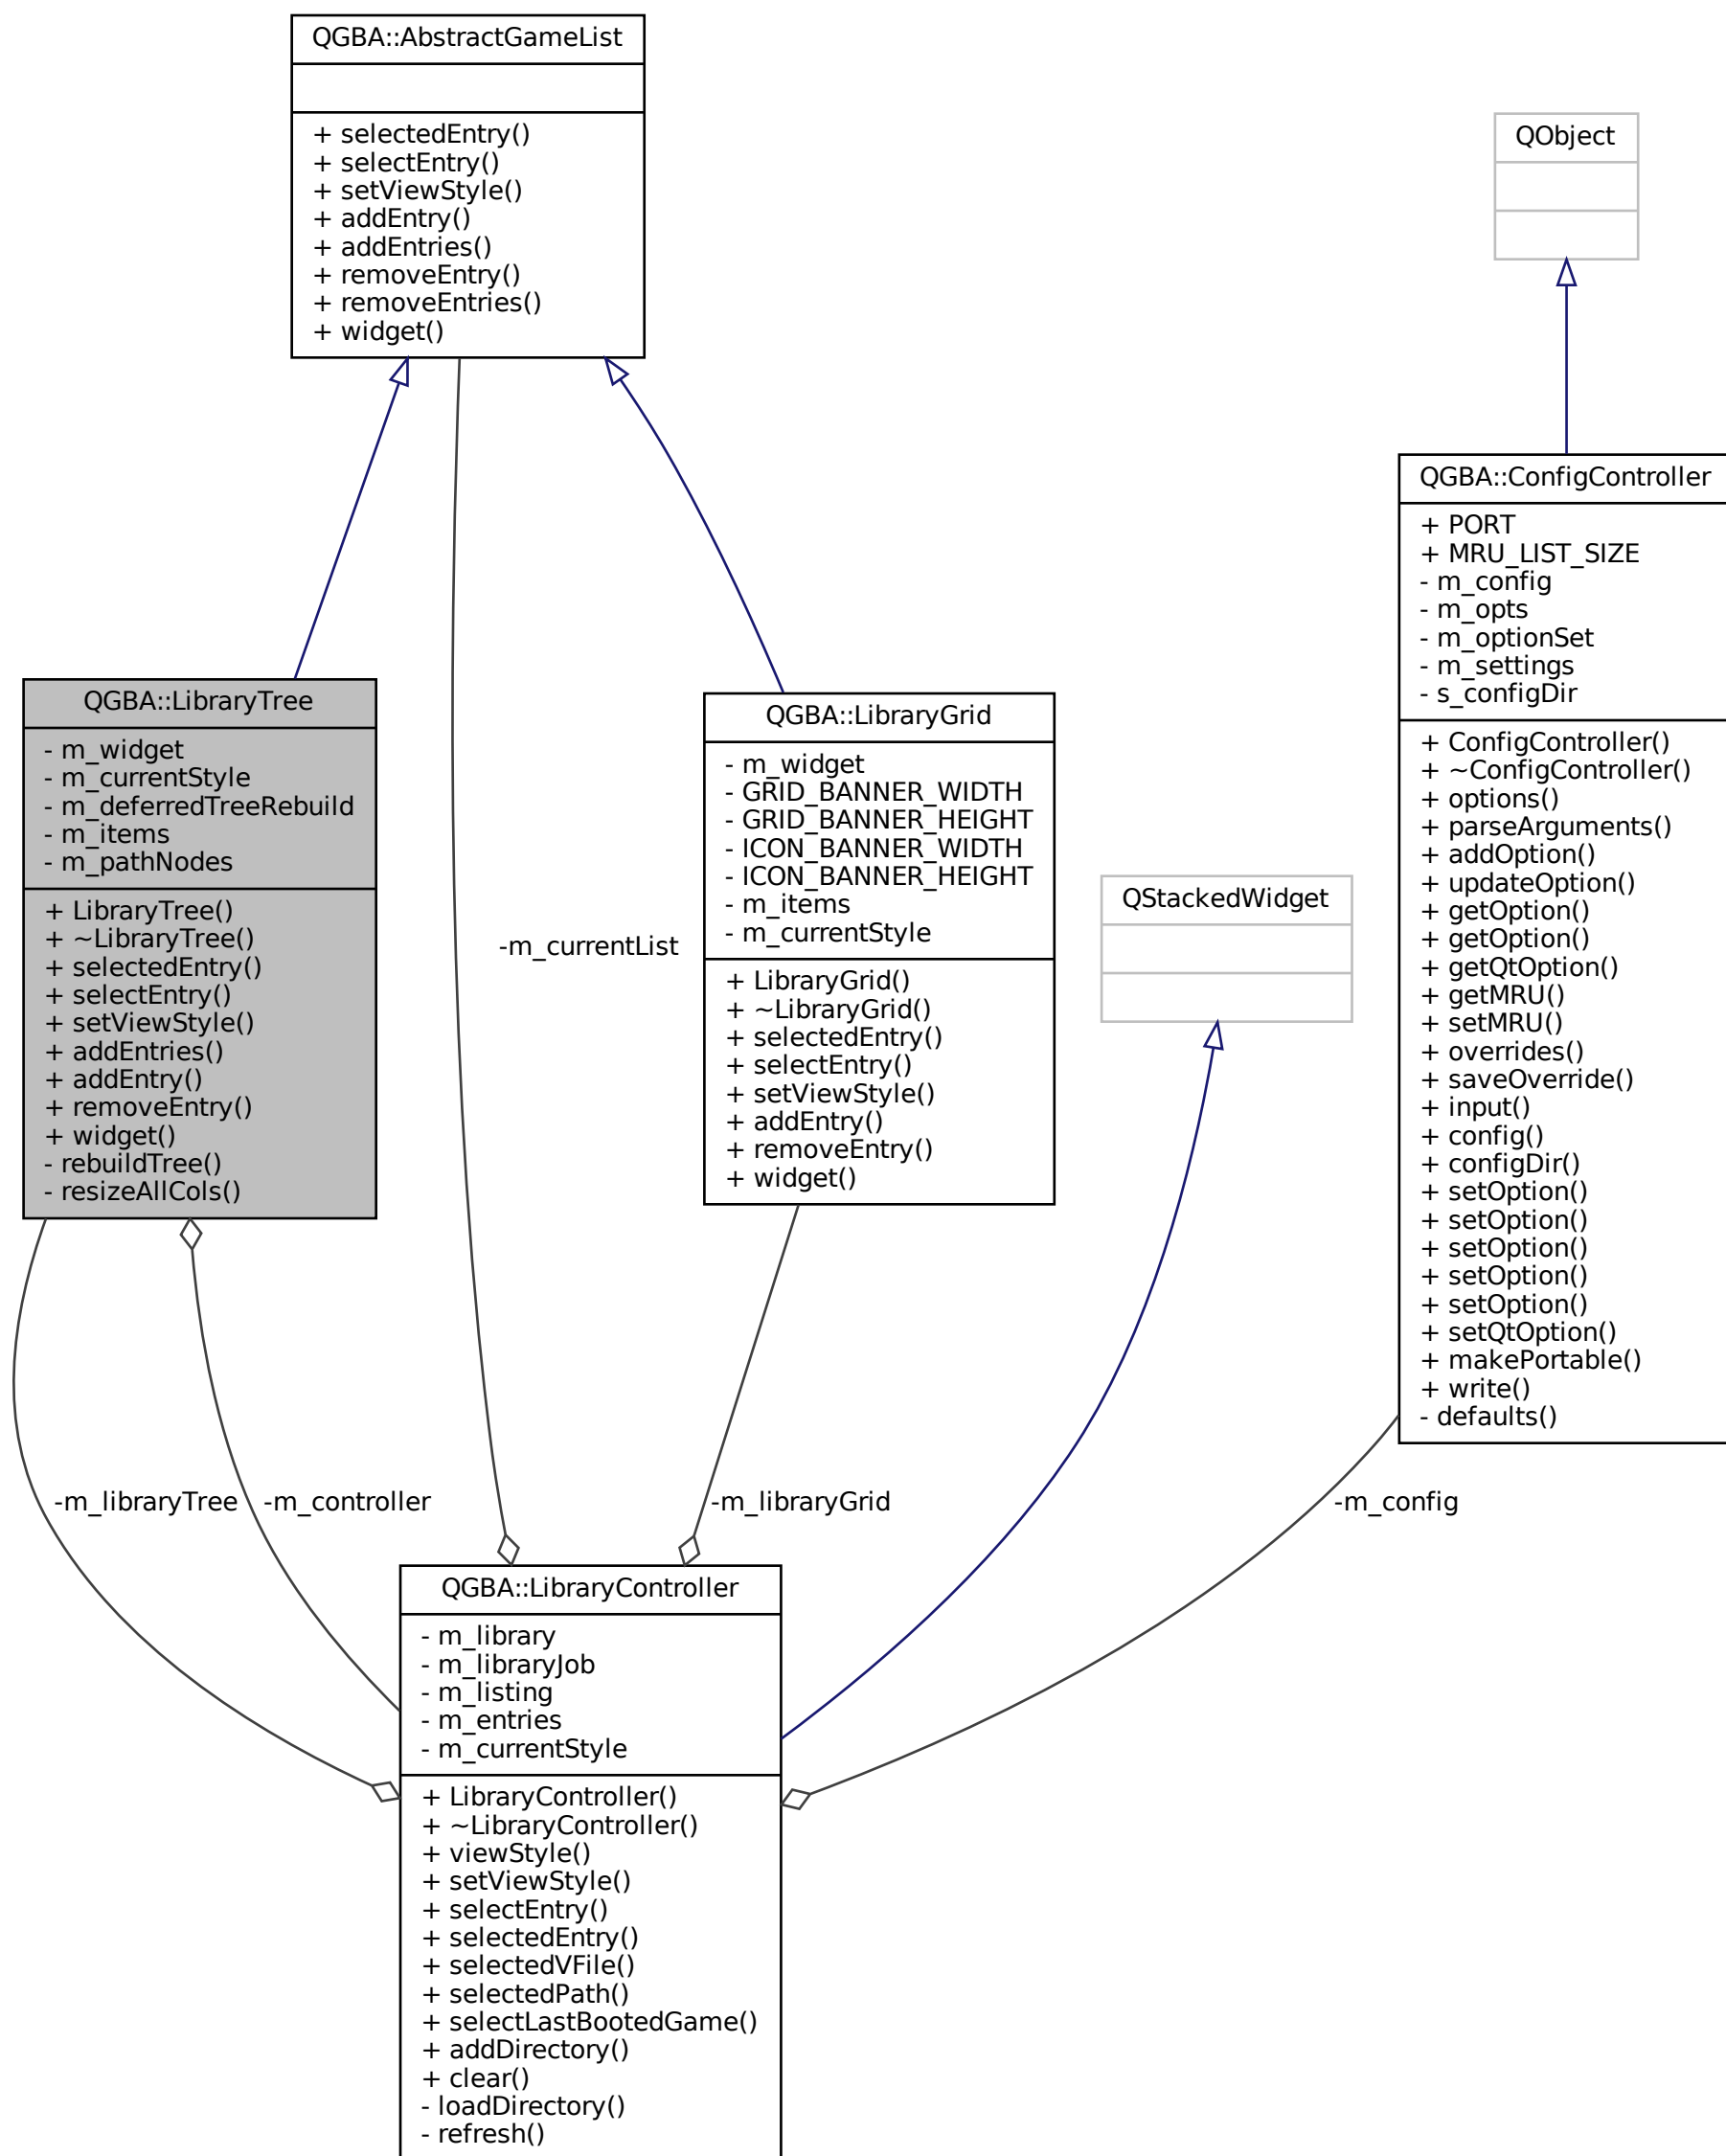 QGBA::AbstractGameList
+ selectedEntry()
+ selectEntry()
+ setViewStyle()
+ addEntry()
+ addEntries()
+ removeEntry()
+ removeEntries()
+ widget()
QObject
QGBA::ConfigController
+ PORT
+ MRU_LIST_SIZE
- m_config
- m_opts
- m_optionSet
- m_settings
- s_configDir
+ ConfigController()
+ ~ConfigController()
+ options()
+ parseArguments()
+ addOption()
+ updateOption()
+ getOption()
+ getOption()
+ getQtOption()
+ getMRU()
+ setMRU()
+ overrides()
+ saveOverride()
+ input()
+ config()
+ configDir()
+ setOption()
+ setOption()
+ setOption()
+ setOption()
+ setOption()
+ setQtOption()
+ makePortable()
+ write()
- defaults()
QGBA::LibraryTree
- m_widget
- m_currentStyle
- m_deferredTreeRebuild
- m_items
- m_pathNodes
+ LibraryTree()
+ ~LibraryTree()
+ selectedEntry()
+ selectEntry()
+ setViewStyle()
+ addEntries()
+ addEntry()
+ removeEntry()
+ widget()
- rebuildTree()
- resizeAllCols()
-m_currentList
QGBA::LibraryGrid
- m_widget
- GRID_BANNER_WIDTH
- GRID_BANNER_HEIGHT
- ICON_BANNER_WIDTH
- ICON_BANNER_HEIGHT
- m_items
- m_currentStyle
+ LibraryGrid()
+ ~LibraryGrid()
+ selectedEntry()
+ selectEntry()
+ setViewStyle()
+ addEntry()
+ removeEntry()
+ widget()
QStackedWidget
-m_libraryTree
-m_controller
-m_libraryGrid
-m_config
QGBA::LibraryController
- m_library
- m_libraryJob
- m_listing
- m_entries
- m_currentStyle
+ LibraryController()
+ ~LibraryController()
+ viewStyle()
+ setViewStyle()
+ selectEntry()
+ selectedEntry()
+ selectedVFile()
+ selectedPath()
+ selectLastBootedGame()
+ addDirectory()
+ clear()
- loadDirectory()
- refresh()